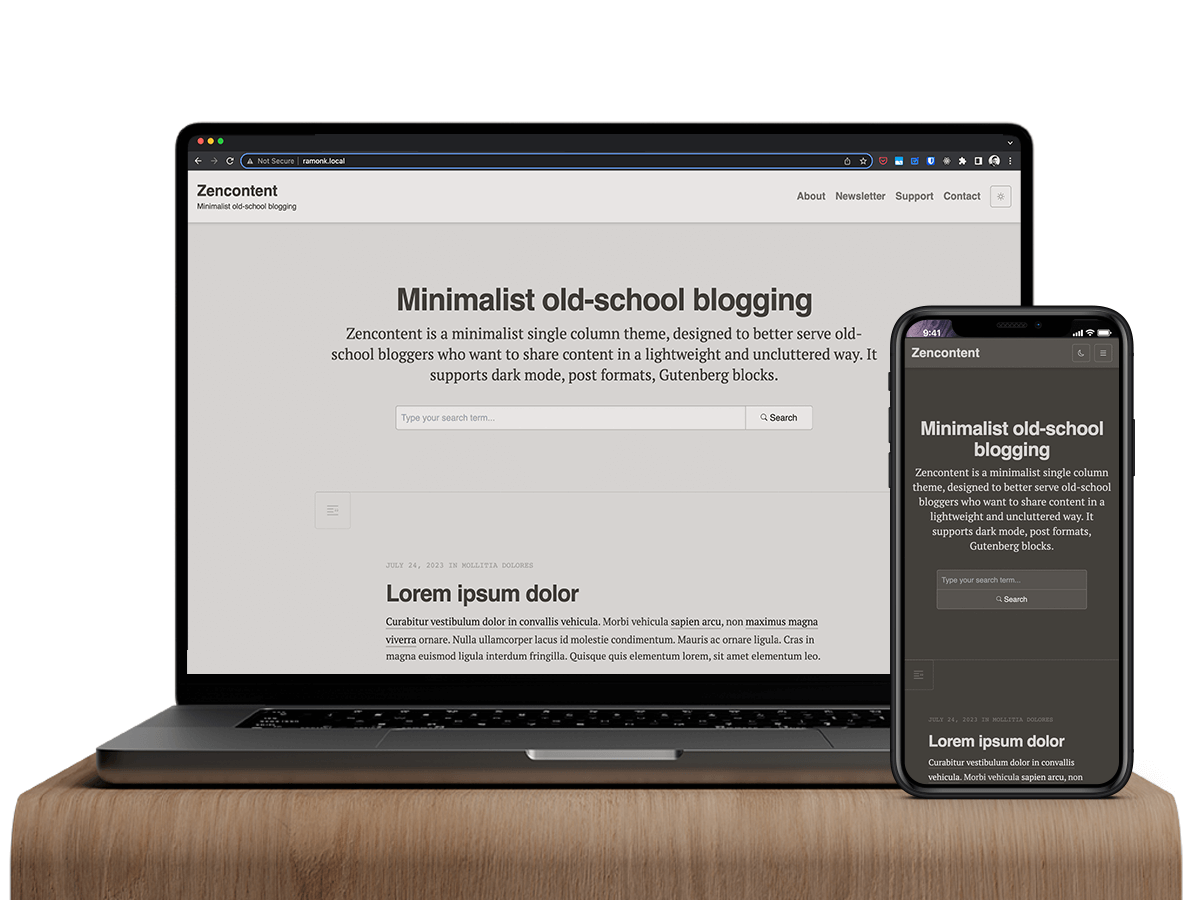 Not Secure | ramonk.local
Zencontent
Minimalist old-school blogging
About Newsletter Support Contact
Minimalist old-school blogging
Zencontent is a minimalist single column theme, designed to better serve old-
school bloggers who want to share content in a lightweight and uncluttered way. It
supports dark mode, post formats, Gutenberg blocks.
Type your search term...
Search
JULY 24, 2023 IN MOLLITIA DOLORES
Lorem ipsum dolor
Curabitur vestibulum dolor in convallis vehicula. Morbi vehicula sapien arcu, non maximus magna
viverra ornare. Nulla ullamcorper lacus id molestie condimentum. Mauris ac ornare ligula. Cras in
magna euismod ligula interdum fringilla. Quisque quis elementum lorem, sit amet elementum leo.
9:41
Zencontent
Minimalist old-school
blogging
Zencontent is a minimalist single column
theme, designed to better serve old-school
bloggers who want to share content in a
lightweight and uncluttered way. It
supports dark mode, post formats,
Gutenberg blocks.
Type your search term...
Search
JULY 24, 2023 IN MOLLITIA DOLORES
Lorem ipsum dolor
Curabitur vestibulum dolor in convallis
vehicula. Morbi vehicula sapien arcu, non